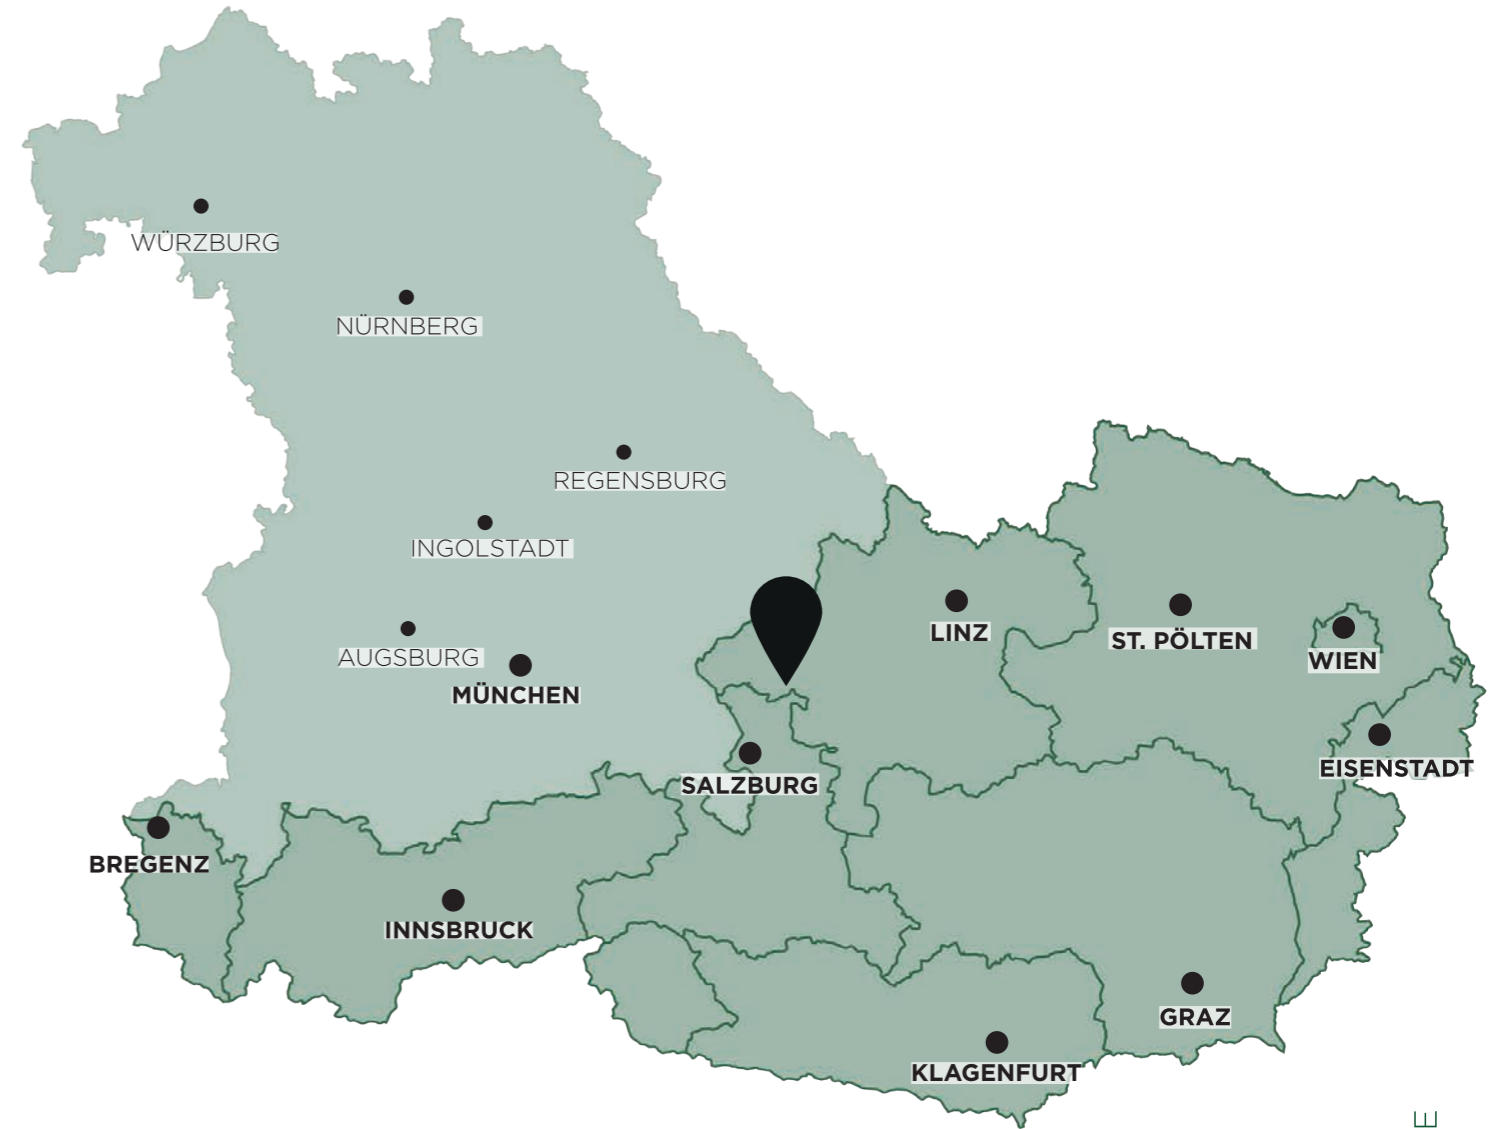 WÜRZBURG
NÜRNBERG
REGENSBURG
INGOLSTADT
AUGSBURG
MÜNCHEN
LINZ
ST. PÖLTEN
WIEN
EISENSTADT
SALZBURG
BREGENZ
INNSBRUCK
GRAZ
KLAGENFURT
E